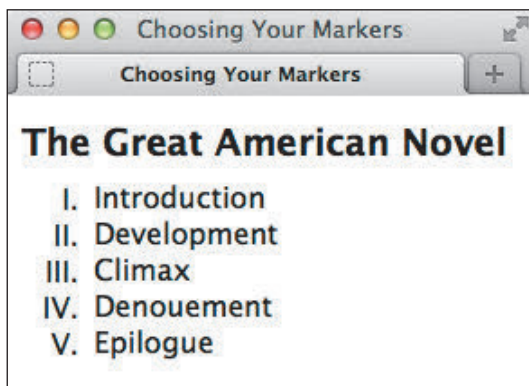 Choosing Your Markers
Choosing Your Markers +
The Great American Novel
I. Introduction
II. Development
III. Climax
IV. Denouement
V. Epilogue